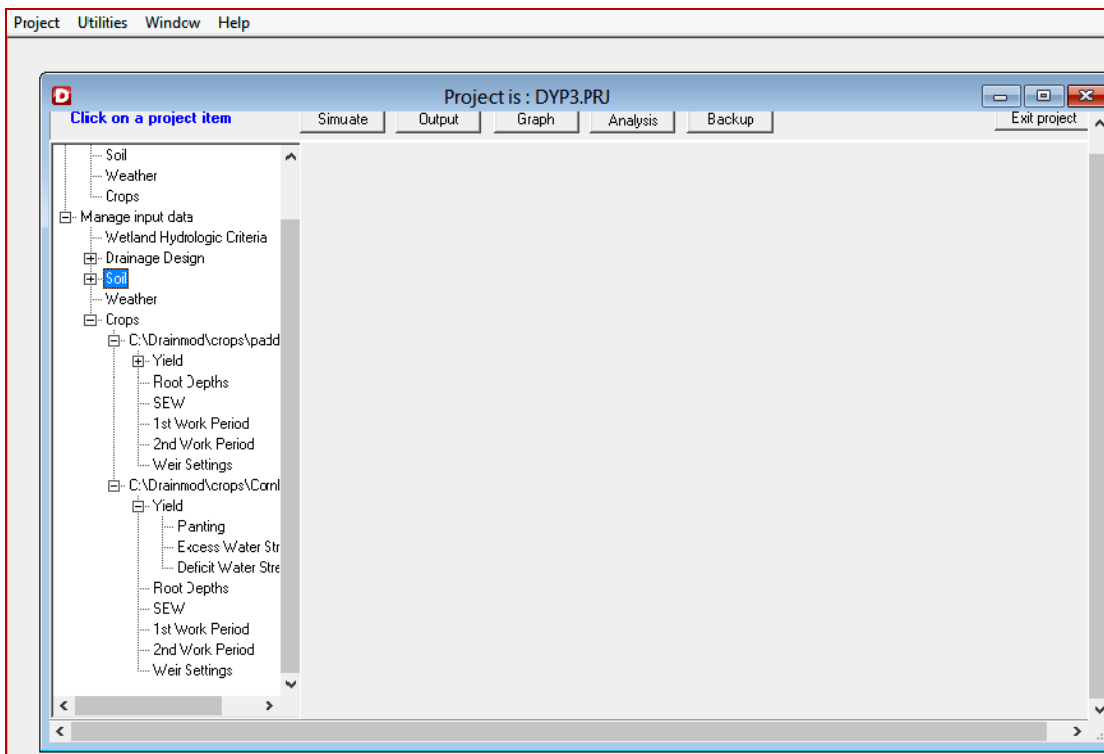 Project Utilities Window Help
Project is : DYP3.PRJ
Click on a project item Simuate Output Graph Analysis Backup Exit project
Soil
Weather
Crops
Manage input data
Wetland Hydrologic Criteria
Drainage Design
Soil
Weather
Crops
C:\Drainmod\crops\padd
Yield
Root Depths
SEW
1st Work Period
2nd Work Period
Weir Settings
C:\Drainmod\crops\Cornl
Yield
Panting
Excess Water Str
Deficit Water Stre
Root Depths
SEW
1st Work Period
2nd Work Period
Weir Settings